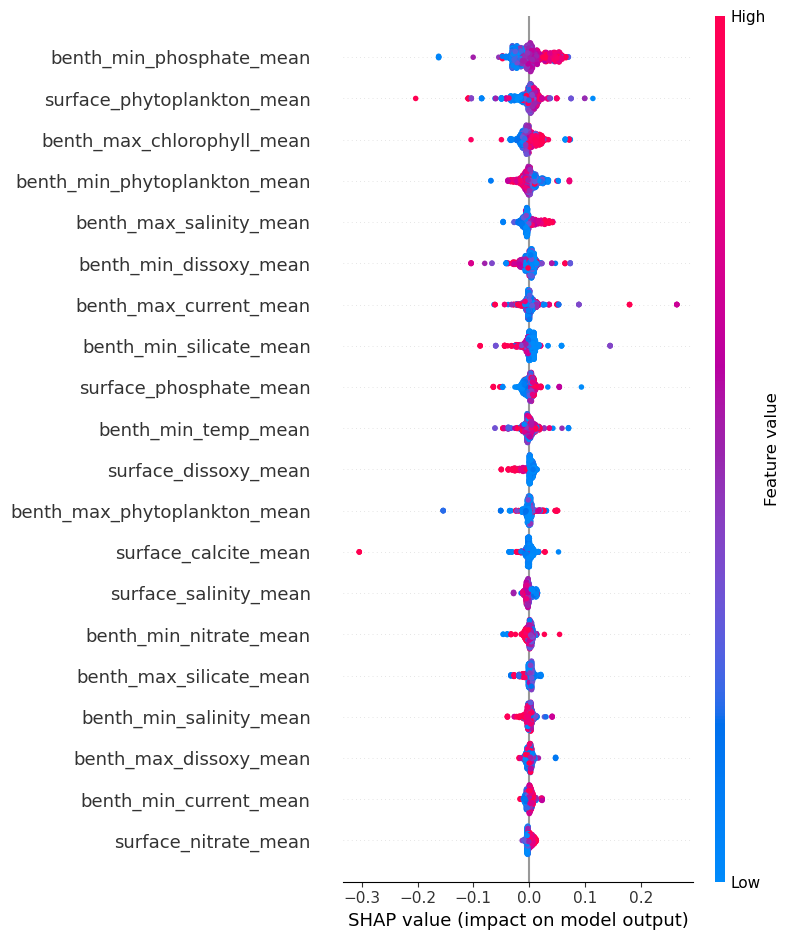 High
benth_min_phosphate_mean
surface_phytoplankton_mean
benth_max_chlorophyll_mean
benth_min_phytoplankton_mean
benth_max_salinity_mean
benth_min_dissoxy_mean
benth_max_current_mean
benth_min_silicate_mean
surface_phosphate_mean
benth_min_temp_mean
surface_dissoxy_mean
benth_max_phytoplankton_mean
surface_calcite_mean
surface_salinity_mean
benth_min_nitrate_mean
benth_max_silicate_mean
benth_min_salinity_mean
benth_max_dissoxy_mean
benth_min_current_mean
surface_nitrate_mean
Feature value
Low
−0.3 −0.2 −0.1 0.0 0.1 0.2
SHAP value (impact on model output)